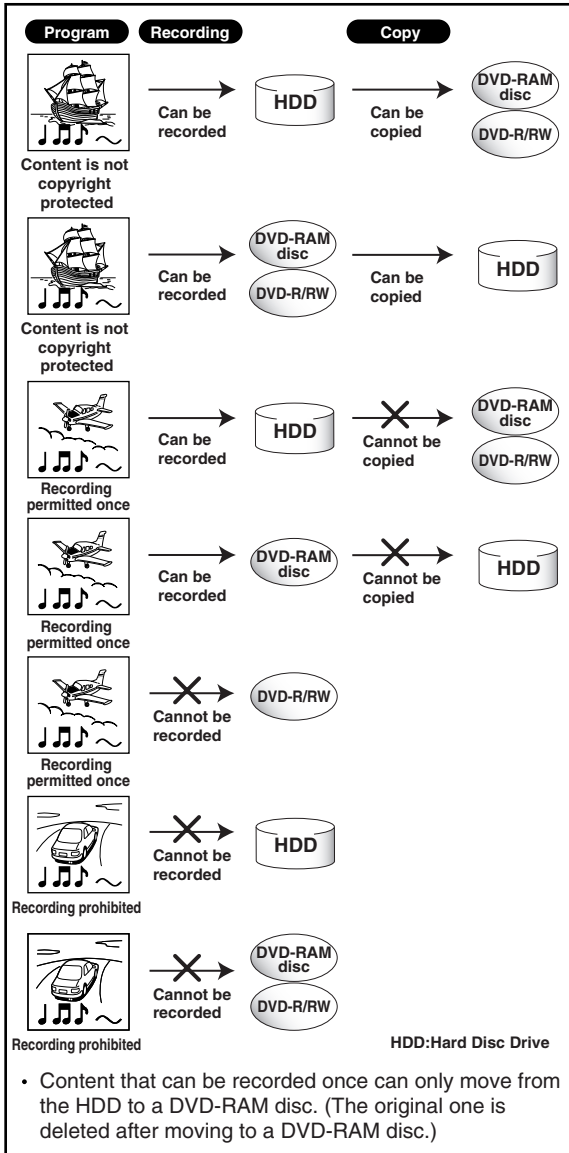 Program Recording Copy
HDD
DVD-RAM
disc
DVD-R/RW
Can be
recorded
Can be
copied
Content is not
copyright
protected
DVD-RAM
disc
DVD-R/RW
HDD
Can be
recorded
Can be
copied
Content is not
copyright
protected
HDD
DVD-RAM
disc
DVD-R/RW
Can be
recorded
Cannot be
copied
Recording
permitted once
DVD-RAM
disc
HDD
Can be
recorded
Cannot be
copied
Recording
permitted once
DVD-R/RW
Cannot be
recorded
Recording
permitted once
HDD
Cannot be
recorded
Recording prohibited
DVD-RAM
disc
DVD-R/RW
Cannot be
recorded
Recording prohibited
HDD:Hard Disc Drive
• Content that can be recorded once can only move from
the HDD to a DVD-RAM disc. (The original one is
deleted after moving to a DVD-RAM disc.)